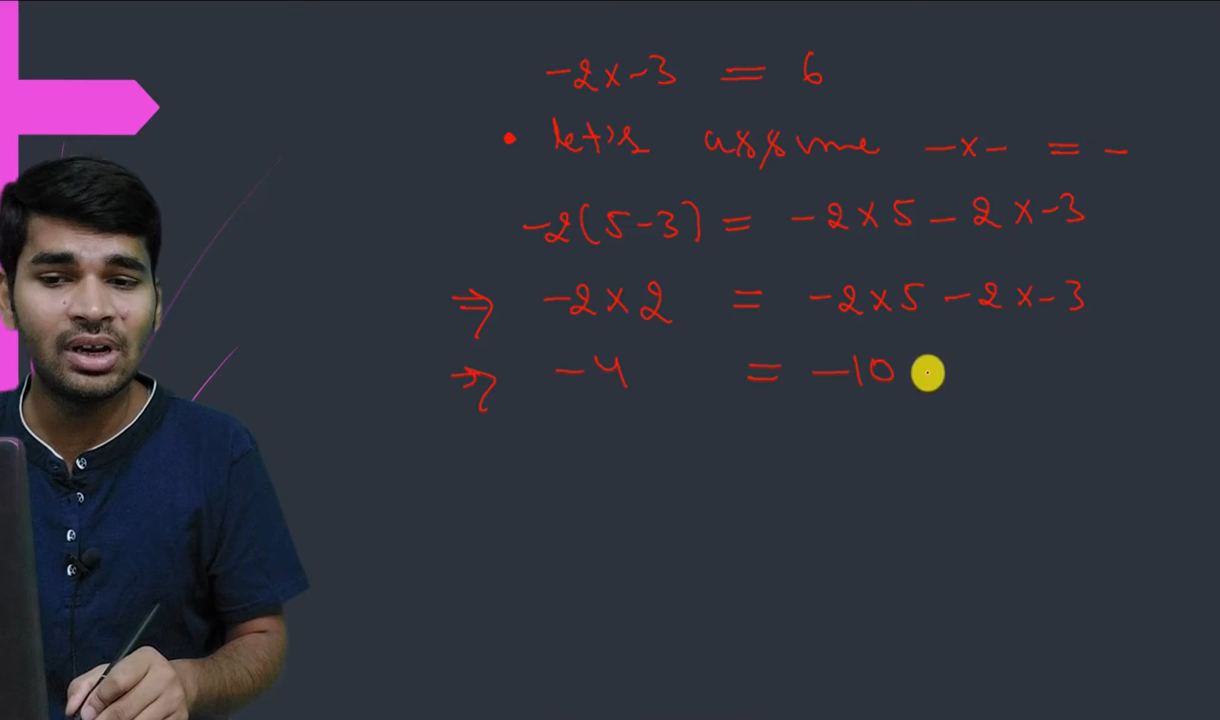 -2x-3 = 6
• let's assume -x- = -
-2(5-3) = -2x5-2x-3
⇒ -2x2 = -2x5-2x-3
⇒ -4 = -10